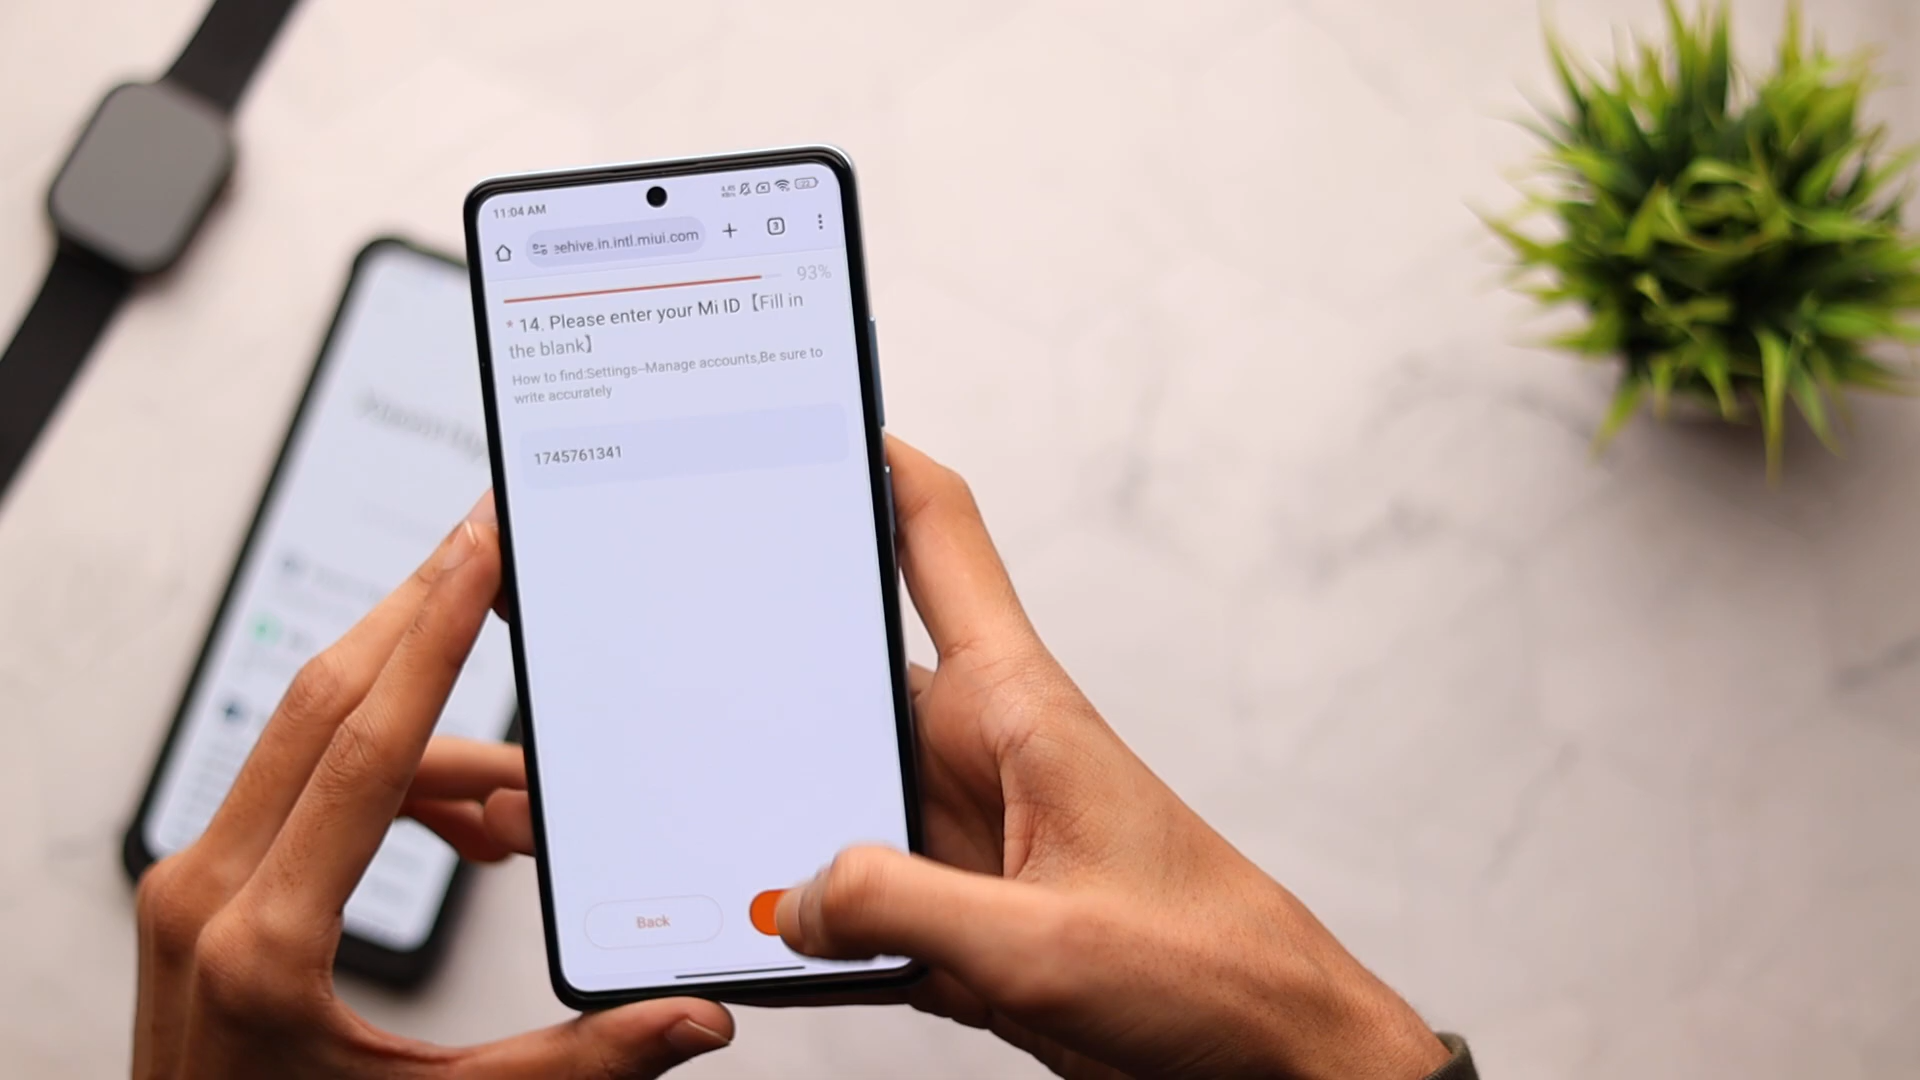 11:04 AM
ehive.in.intl.miui.com
3
93%
* 14. Please enter your Mi ID【Fill in
the blank】
How to find:Settings–Manage accounts,Be sure to
write accurately
1745761341
Back